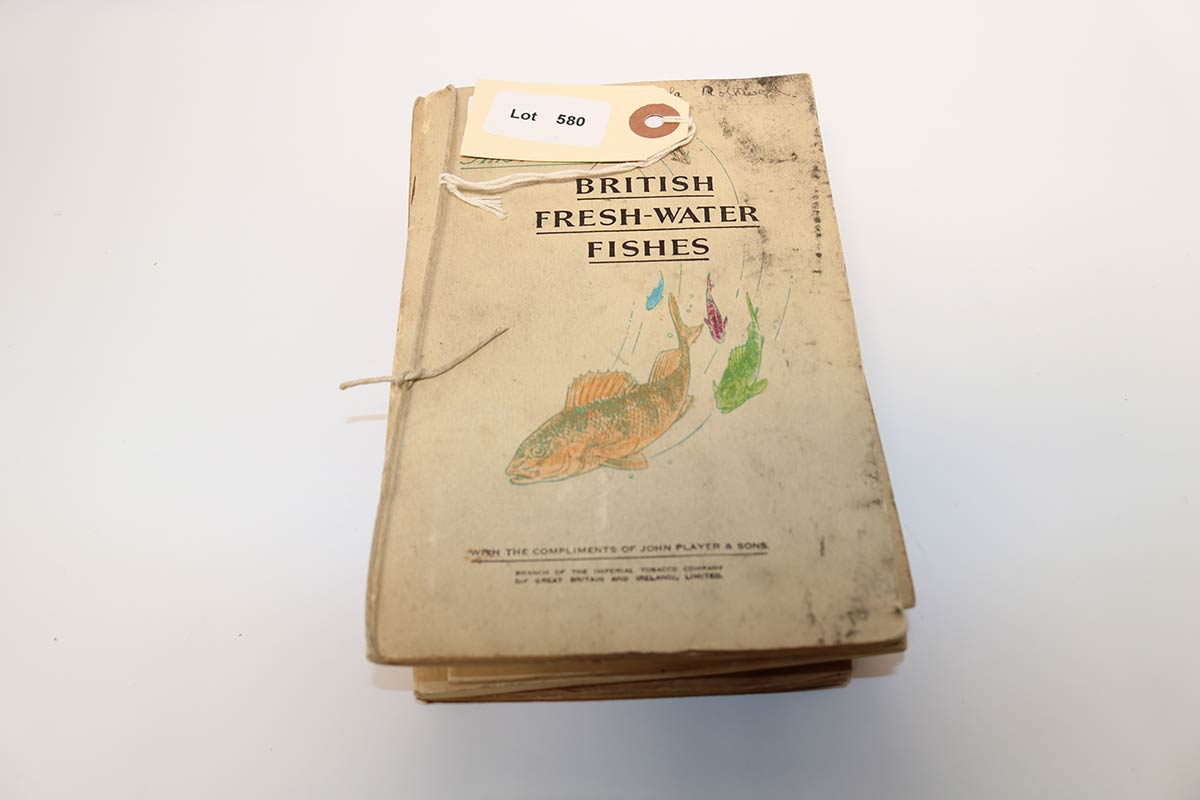 Lot 580
BRITISH
FRESH-WATER
FISHES
WITH THE COMPLIMENTS OF JOHN PLAYER & SONS.
BRANCH OF THE IMPERIAL TOBACCO COMPANY
(OF GREAT BRITAIN AND IRELAND), LIMITED.